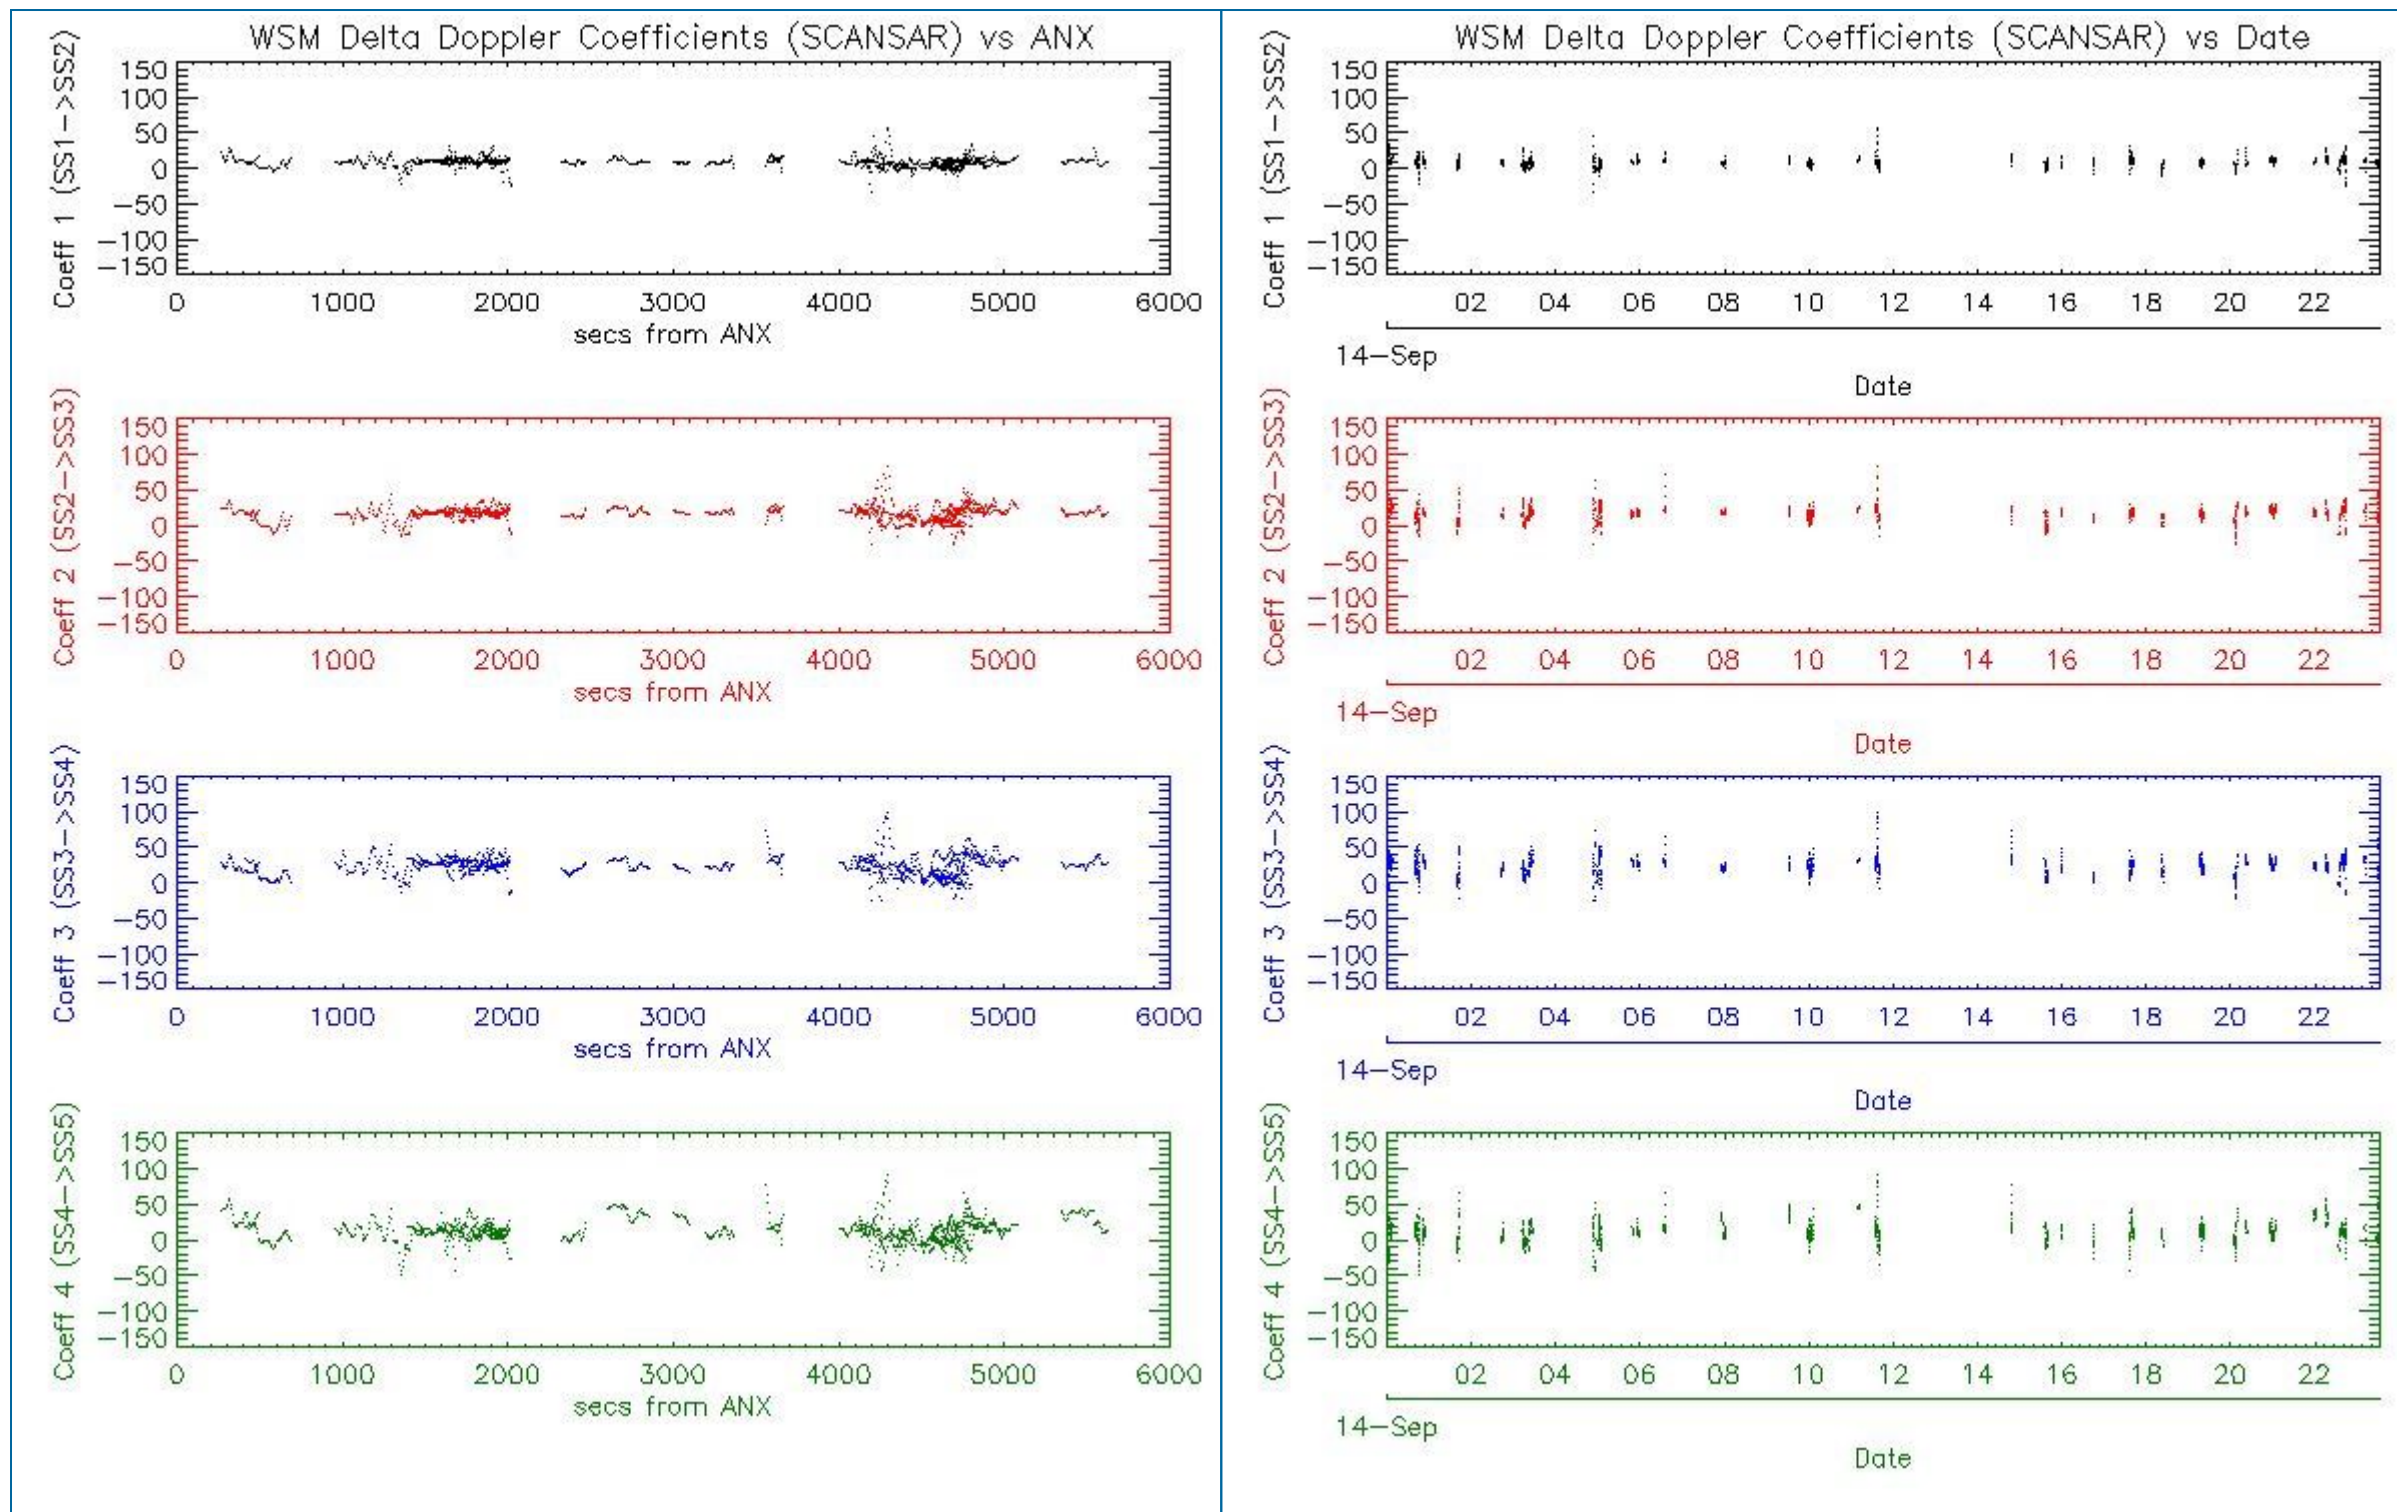 WSM Delta Doppler Coefficients (SCANSAR) vs ANX
Coeff 1 (SS1->SS2)
150
100
50
0
-50
-100
-150
0 1000 2000 3000 4000 5000 6000
secs from ANX
Coeff 2 (SS2->SS3)
150
100
50
0
-50
-100
-150
0 1000 2000 3000 4000 5000 6000
secs from ANX
Coeff 3 (SS3->SS4)
150
100
50
0
-50
-100
-150
0 1000 2000 3000 4000 5000 6000
secs from ANX
Coeff 4 (SS4->SS5)
150
100
50
0
-50
-100
-150
0 1000 2000 3000 4000 5000 6000
secs from ANX
WSM Delta Doppler Coefficients (SCANSAR) vs Date
Coeff 1 (SS1->SS2)
150
100
50
0
-50
-100
-150
02 04 06 08 10 12 14 16 18 20 22
14-Sep
Date
Coeff 2 (SS2->SS3)
150
100
50
0
-50
-100
-150
02 04 06 08 10 12 14 16 18 20 22
14-Sep
Date
Coeff 3 (SS3->SS4)
150
100
50
0
-50
-100
-150
02 04 06 08 10 12 14 16 18 20 22
14-Sep
Date
Coeff 4 (SS4->SS5)
150
100
50
0
-50
-100
-150
02 04 06 08 10 12 14 16 18 20 22
14-Sep
Date